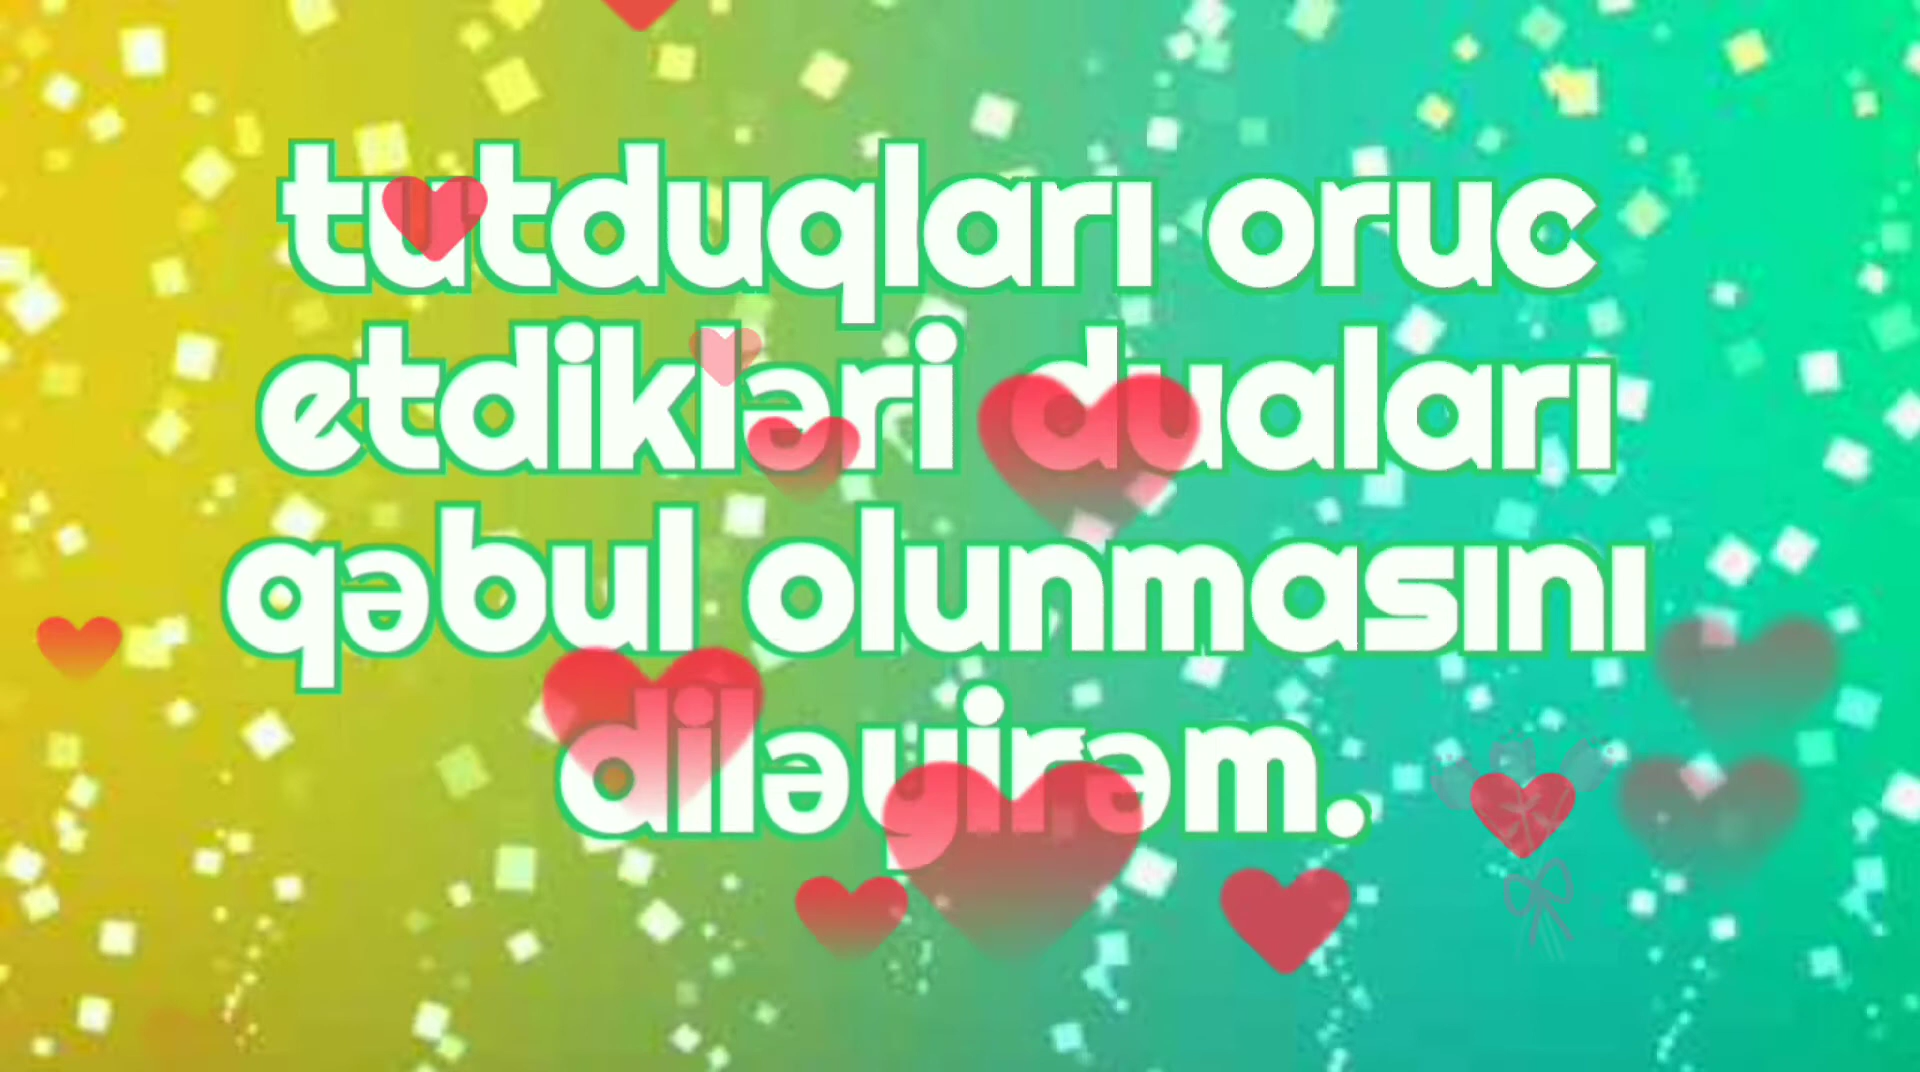 tutduqları oruc
etdikləri duaları
qəbul olunmasını
diləyirəm.